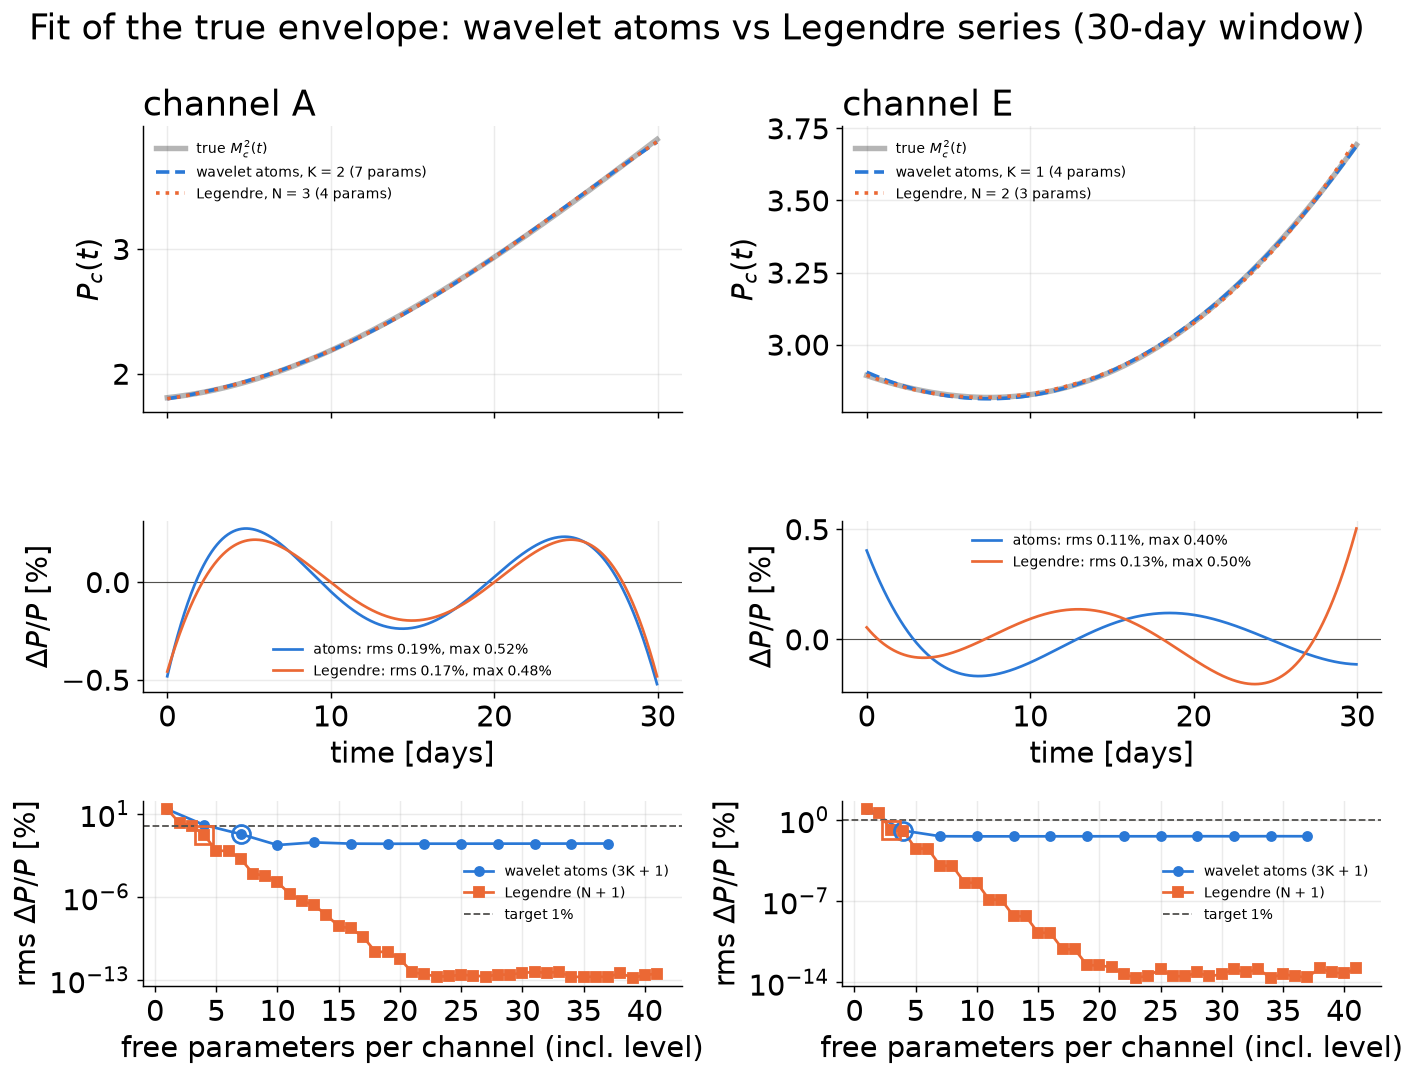 Fit of the true envelope: wavelet atoms vs Legendre series (30-day window)
channel A
P_c(t)
3
2
true M_c^2(t)
wavelet atoms, K = 2 (7 params)
Legendre, N = 3 (4 params)
channel E
P_c(t)
3.75
3.50
3.25
3.00
true M_c^2(t)
wavelet atoms, K = 1 (4 params)
Legendre, N = 2 (3 params)
ΔP/P [%]
0.0
−0.5
atoms: rms 0.19%, max 0.52%
Legendre: rms 0.17%, max 0.48%
0 10 20 30
time [days]
ΔP/P [%]
0.5
0.0
atoms: rms 0.11%, max 0.40%
Legendre: rms 0.13%, max 0.50%
0 10 20 30
time [days]
rms ΔP/P [%]
10^1
10^−6
10^−13
wavelet atoms (3K + 1)
Legendre (N + 1)
target 1%
0 5 10 15 20 25 30 35 40
free parameters per channel (incl. level)
rms ΔP/P [%]
10^0
10^−7
10^−14
wavelet atoms (3K + 1)
Legendre (N + 1)
target 1%
0 5 10 15 20 25 30 35 40
free parameters per channel (incl. level)